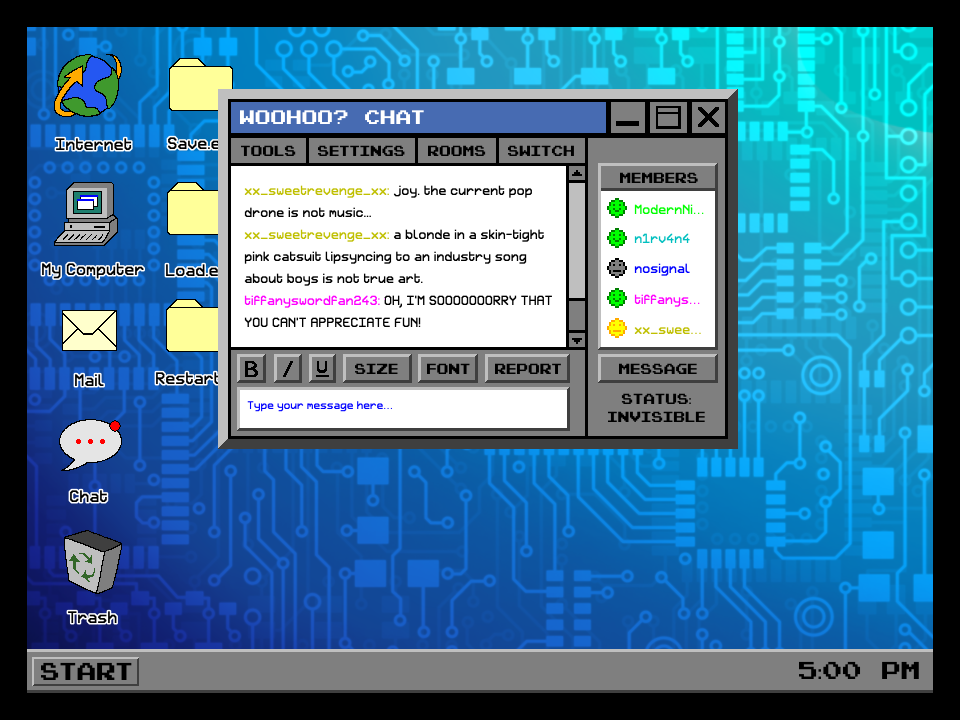 WOOHOO? CHAT
TOOLS SETTINGS ROOMS SWITCH
xx_sweetrevenge_xx: joy. the current pop
drone is not music...
xx_sweetrevenge_xx: a blonde in a skin-tight
pink catsuit lipsyncing to an industry song
about boys is not true art.
tiffanyswordfan243: OH, I'M SOOOOOOORRY THAT
YOU CAN'T APPRECIATE FUN!
B / U SIZE FONT REPORT
Type your message here...
MEMBERS
ModernNi...
n1rv4n4
nosignal
tiffanys...
xx_swee...
MESSAGE
STATUS:
INVISIBLE
Internet
Save.e
My Computer
Load.e
Mail
Restart
Chat
Trash
START
5:00 PM